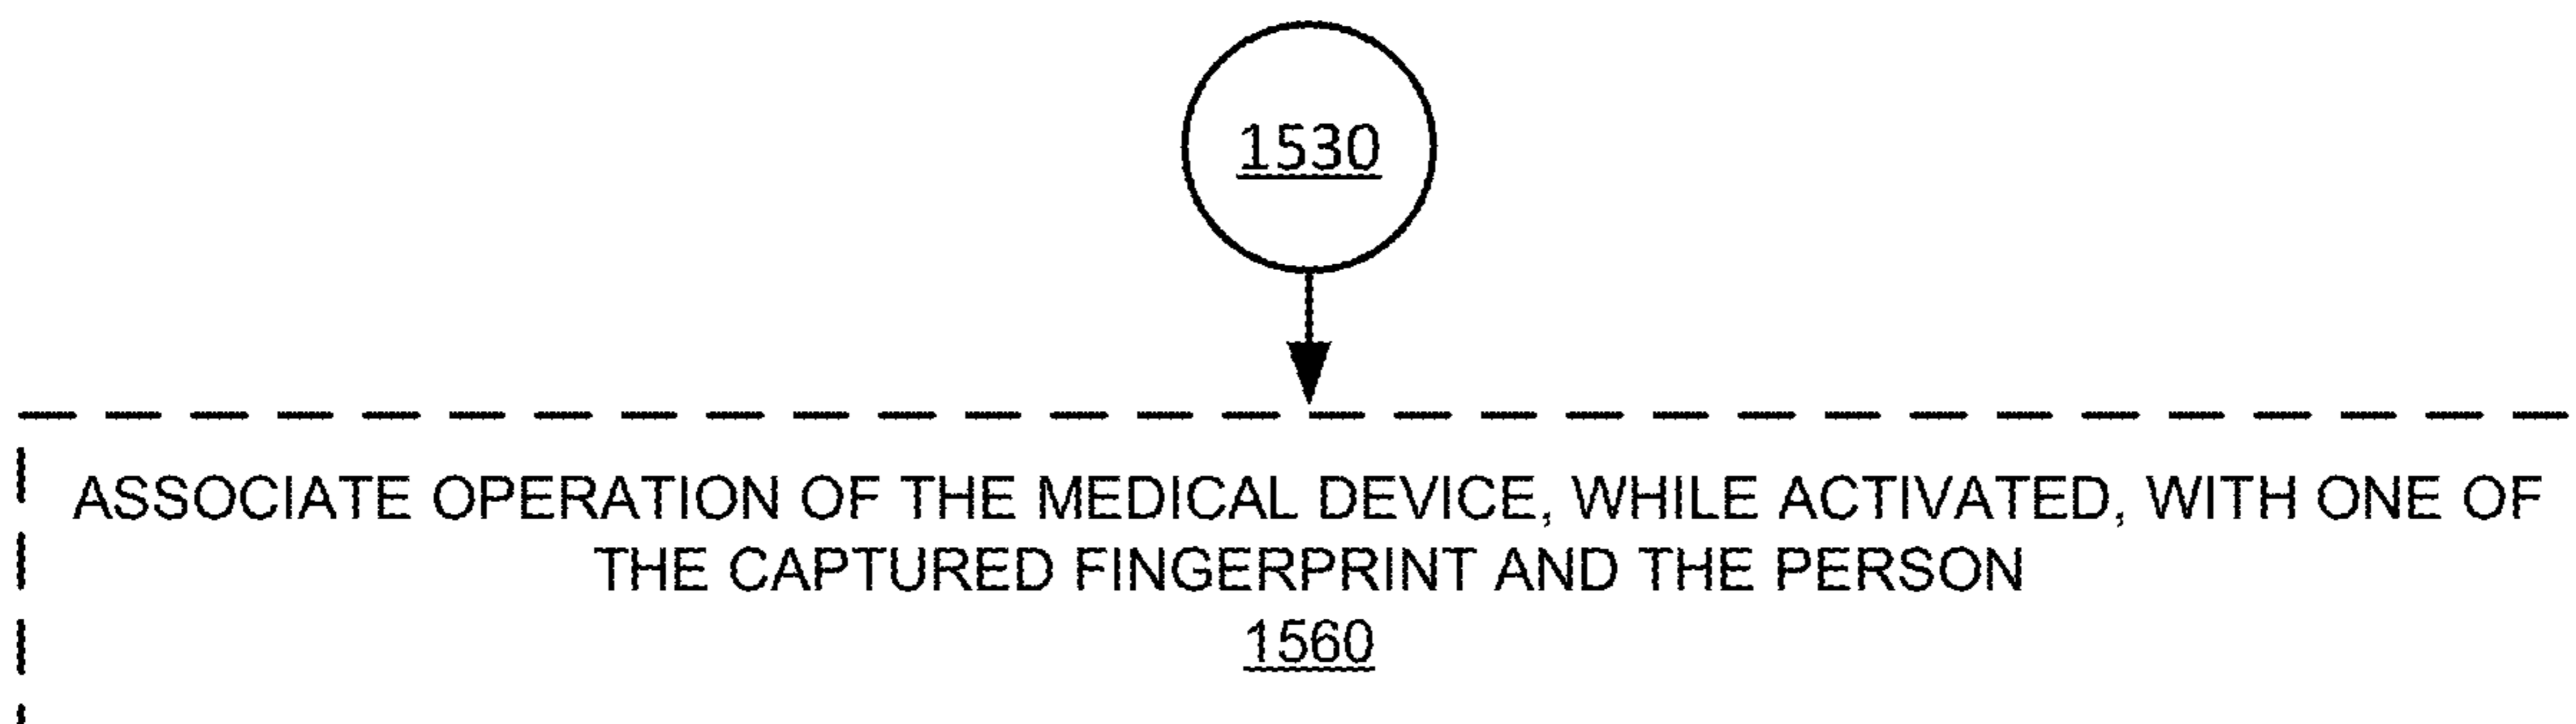 1530
ASSOCIATE OPERATION OF THE MEDICAL DEVICE, WHILE ACTIVATED, WITH ONE OF
THE CAPTURED FINGERPRINT AND THE PERSON
1560